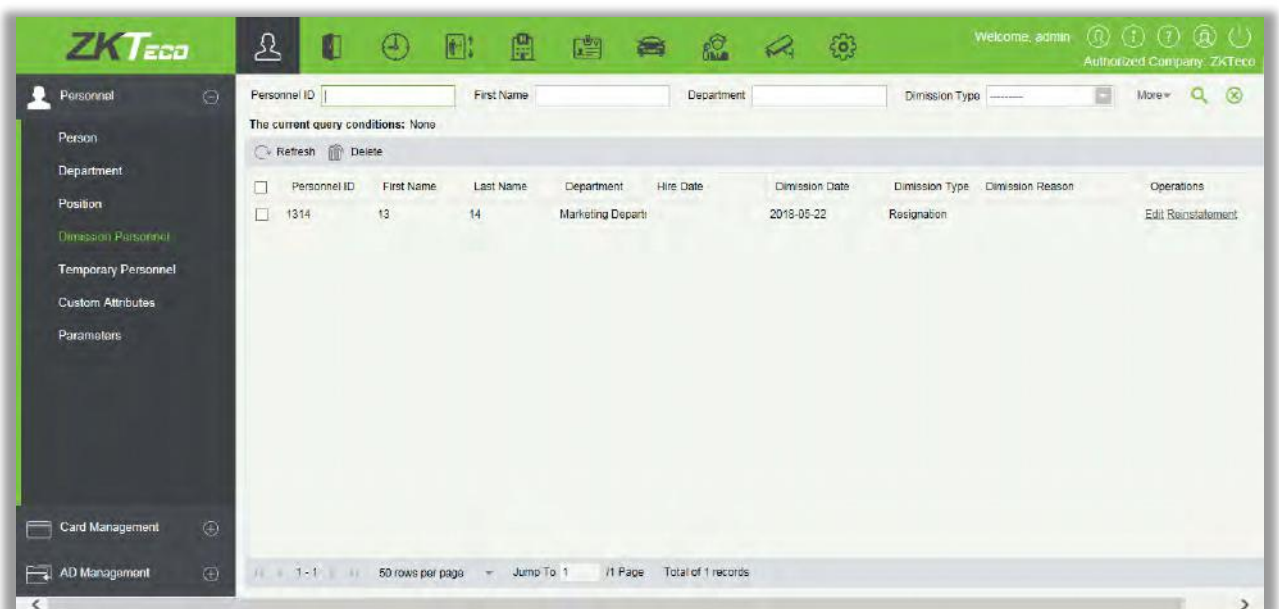 ZKTECO
Welcome, admin
Authorized Company: ZKTeco
Personnel
Person
Department
Position
Dimission Personnel
Temporary Personnel
Custom Attributes
Parameters
Card Management
AD Management
Personnel ID First Name Department Dimission Type --------- More
The current query conditions: None
Refresh Delete
Personnel ID First Name Last Name Department Hire Date Dimission Date Dimission Type Dimission Reason Operations
1314 13 14 Marketing Departi 2018-05-22 Resignation Edit Reinstatement
1-1 50 rows per page Jump To 1 /1 Page Total of 1 records